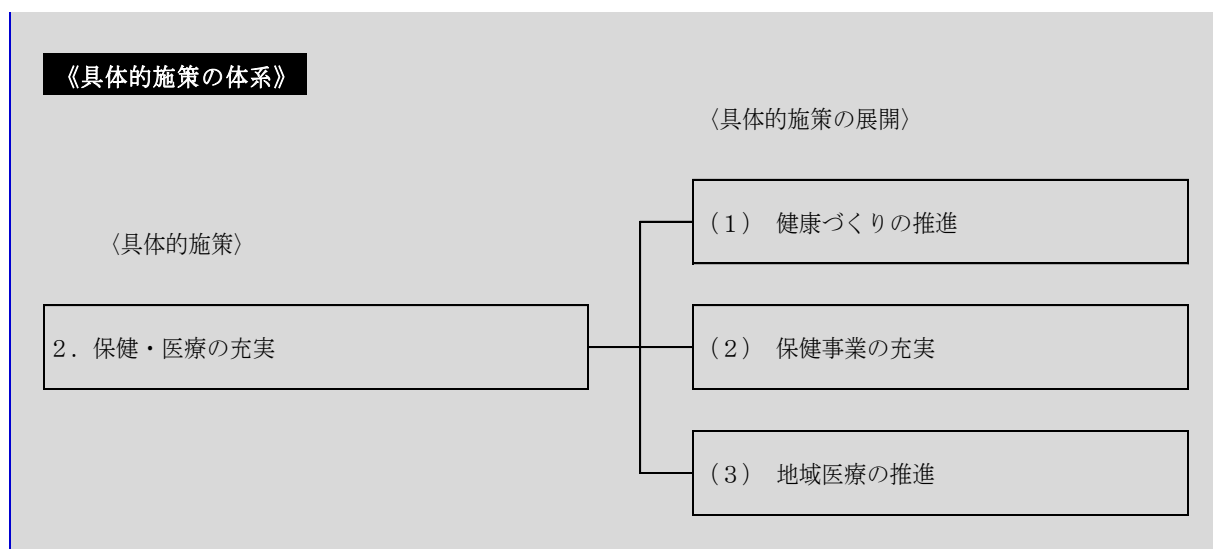 《具体的施策の体系》
〈具体的施策の展開〉
(1) 健康づくりの推進
〈具体的施策〉
2．保健・医療の充実
(2) 保健事業の充実
(3) 地域医療の推進